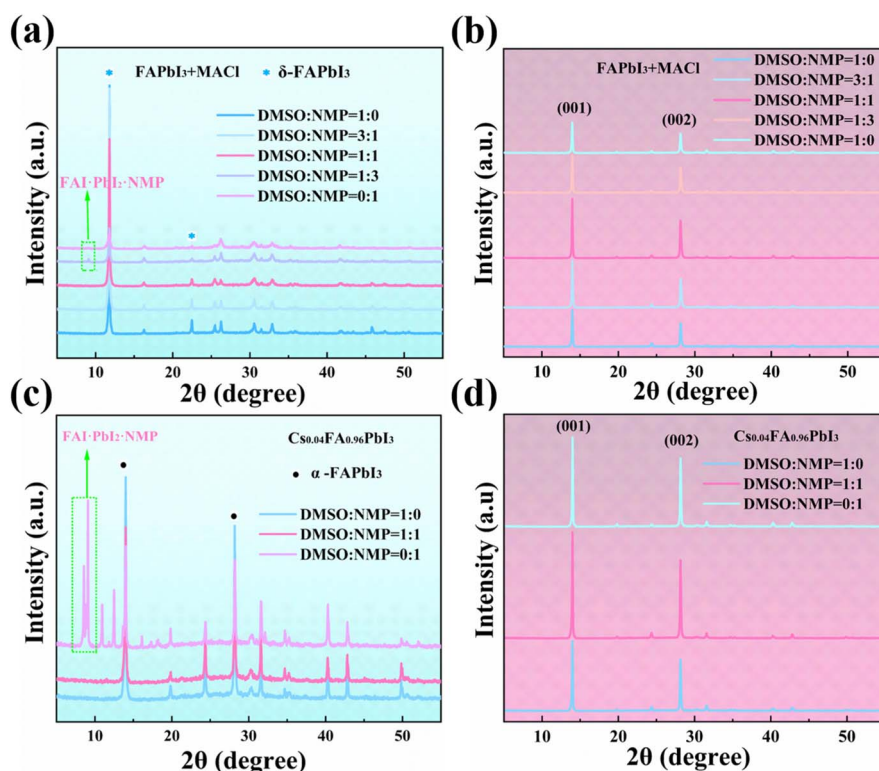 (a)
FAPbI₃+MACl
* δ-FAPbI₃
DMSO:NMP=1:0
DMSO:NMP=3:1
DMSO:NMP=1:1
DMSO:NMP=1:3
DMSO:NMP=0:1
FAI·PbI₂·NMP
Intensity (a.u.)
10 20 30 40 50
2θ (degree)
(b)
FAPbI₃+MACl
DMSO:NMP=1:0
DMSO:NMP=3:1
DMSO:NMP=1:1
DMSO:NMP=1:3
DMSO:NMP=1:0
(001)
(002)
Intensity (a.u.)
10 20 30 40 50
2θ (degree)
(c)
FAI·PbI₂·NMP
Cs₀.₀₄FA₀.₉₆PbI₃
• α -FAPbI₃
DMSO:NMP=1:0
DMSO:NMP=1:1
DMSO:NMP=0:1
Intensity (a.u.)
10 20 30 40 50
2θ (degree)
(d)
(001)
(002)
Cs₀.₀₄FA₀.₉₆PbI₃
DMSO:NMP=1:0
DMSO:NMP=1:1
DMSO:NMP=0:1
Intensity (a.u)
10 20 30 40 50
2θ (degree)